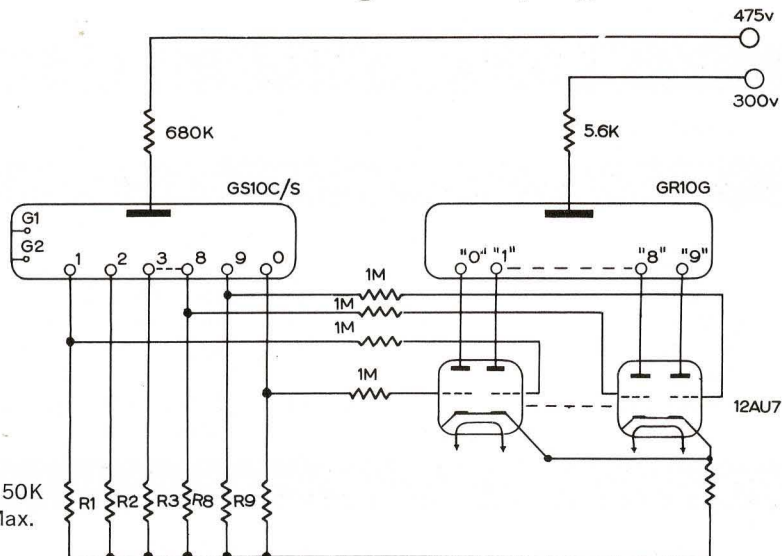 475v
300v
680K
5.6K
GS10C/S
GR10G
G1
G2
1 2 3 8 9 0
"0" "1" "8" "9"
1M
1M
1M
1M
12AU7
50K
Max.
R1 R2 R3 R8 R9